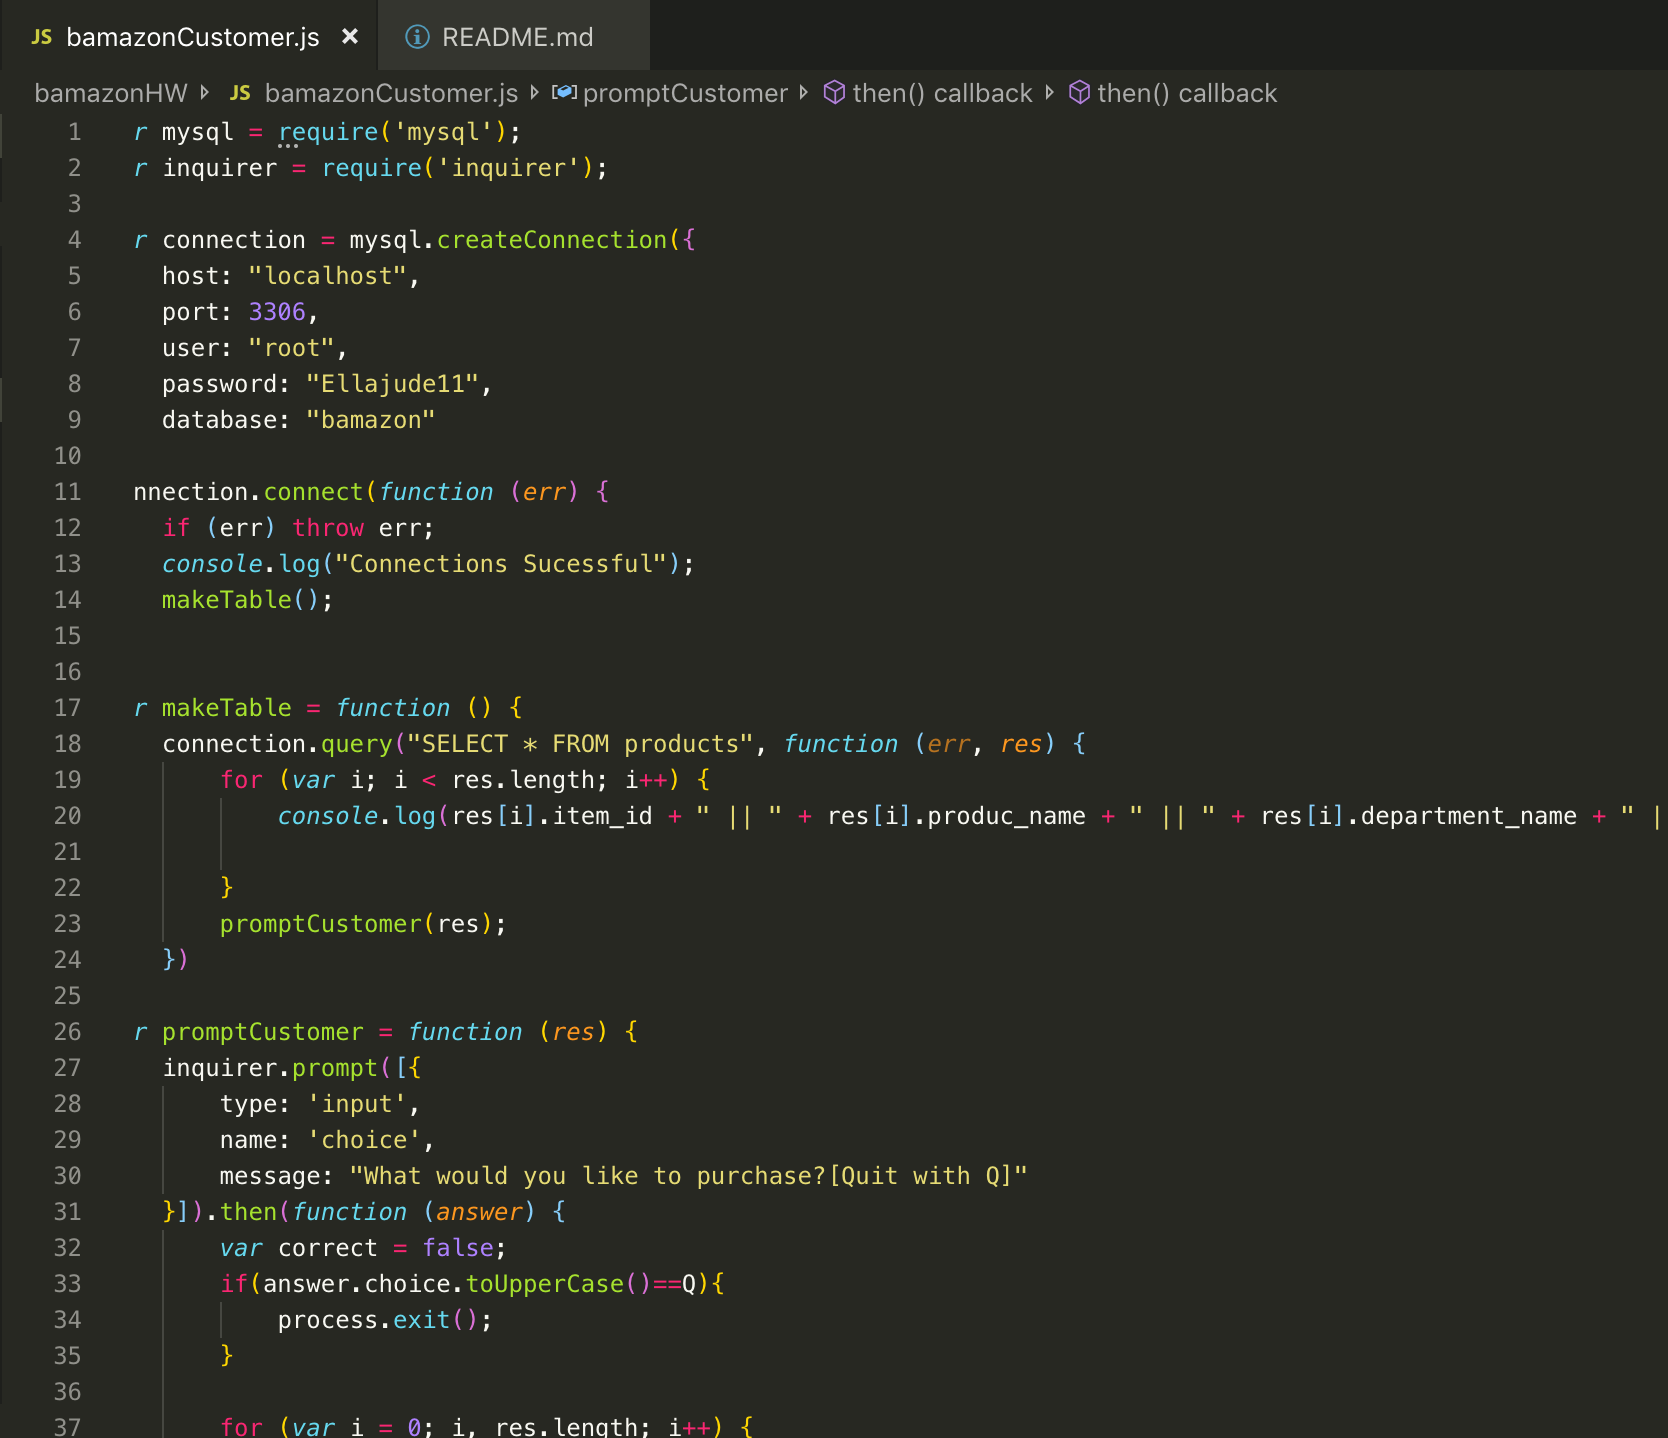 JS bamazonCustomer.js × README.md
bamazonHW JS bamazonCustomer.js promptCustomer then() callback then() callback
1 r mysql = require('mysql');
2 r inquirer = require('inquirer');
3
4 r connection = mysql.createConnection({
5 host: "localhost",
6 port: 3306,
7 user: "root",
8 password: "Ellajude11",
9 database: "bamazon"
10
11 nnection.connect(function (err) {
12 if (err) throw err;
13 console.log("Connections Sucessful");
14 makeTable();
15
16
17 r makeTable = function () {
18 connection.query("SELECT * FROM products", function (err, res) {
19 for (var i; i < res.length; i++) {
20 console.log(res[i].item_id + " || " + res[i].produc_name + " || " + res[i].department_name + " |
21
22 }
23 promptCustomer(res);
24 })
25
26 r promptCustomer = function (res) {
27 inquirer.prompt([{
28 type: 'input',
29 name: 'choice',
30 message: "What would you like to purchase?[Quit with Q]"
31 }]).then(function (answer) {
32 var correct = false;
33 if(answer.choice.toUpperCase()==Q){
34 process.exit();
35 }
36
37 for (var i = 0; i, res.length; i++) {